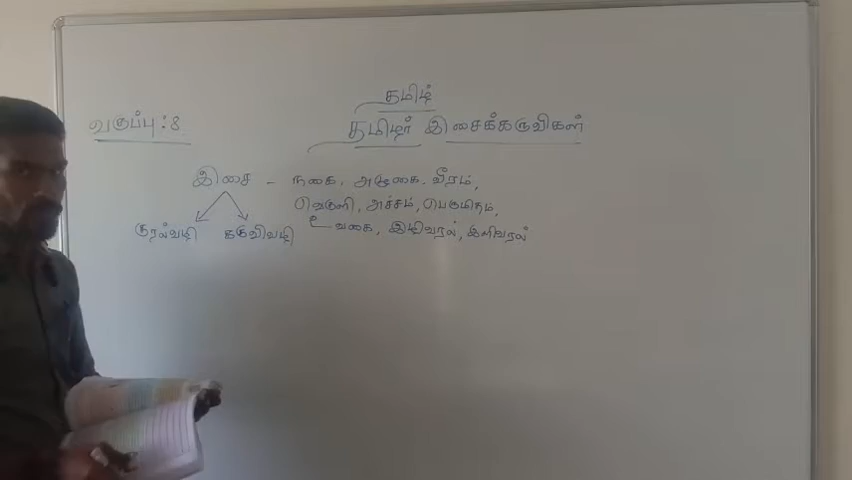 தமிழ்
வகுப்பு : 8
தமிழர் இசைக்கருவிகள்
இசை - நகை, அழுகை, வீரம்,
வெகுளி, அச்சம், பெருமிதம்,
குரல்வழி கருவிவழி உவகை, இழிவரல், இளிவரல்